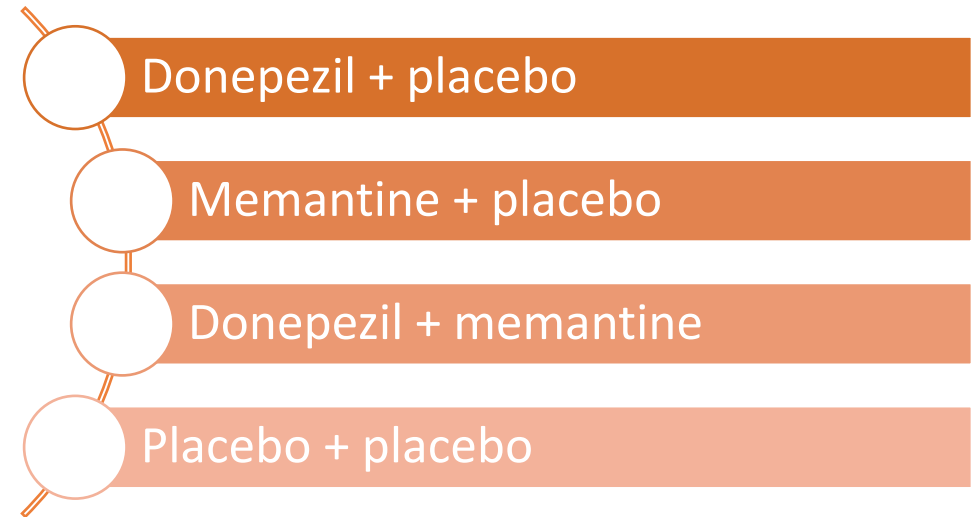 Donepezil + placebo
Memantine + placebo
Donepezil + memantine
Placebo + placebo